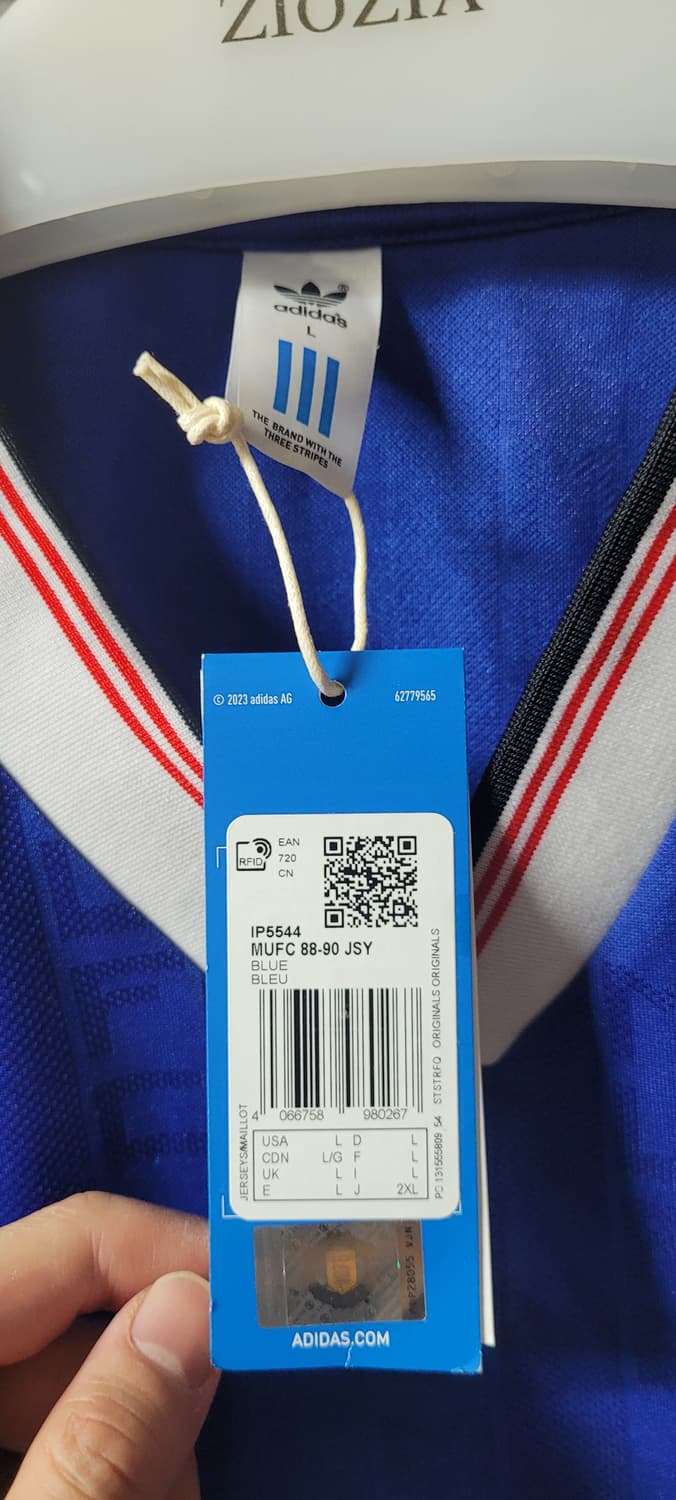 ZIOZIA
adidas®
L
THE BRAND WITH THE
THREE STRIPES
© 2023 adidas AG
62779565
RFID
EAN
720
CN
IP5544
MUFC 88-90 JSY
BLUE
BLEU
4 066758 980267
USA L D L
CDN L/G F L
UK L I L
E L J 2XL
JERSEYS/MAILLOT
STSTRFQ ORIGINALS ORIGINALS
ADIDAS.COM